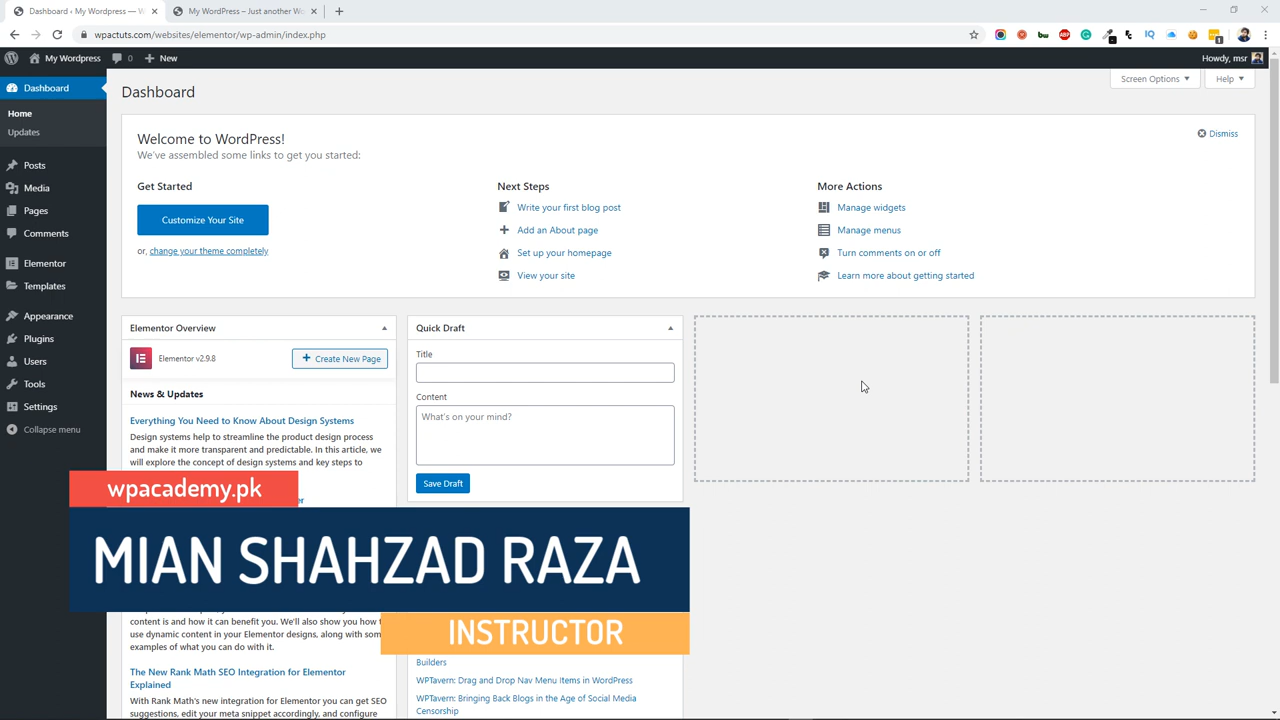 Dashboard ‹ My Wordpress — W
My WordPress – Just another Wo
wpactuts.com/websites/elementor/wp-admin/index.php
My Wordpress
0
New
Howdy, msr
Dashboard
Home
Updates
Posts
Media
Pages
Comments
Elementor
Templates
Appearance
Plugins
Users
Tools
Settings
Collapse menu
Dashboard
Screen Options
Help
Welcome to WordPress!
We've assembled some links to get you started:
Dismiss
Get Started
Customize Your Site
or, change your theme completely
Next Steps
Write your first blog post
Add an About page
Set up your homepage
View your site
More Actions
Manage widgets
Manage menus
Turn comments on or off
Learn more about getting started
Elementor Overview
Elementor v2.9.8
Create New Page
News & Updates
Everything You Need to Know About Design Systems
Design systems help to streamline the product design process
and make it more transparent and predictable. In this article, we
will explore the concept of design systems and key steps to
Quick Draft
Title
Content
What's on your mind?
Save Draft
wpacademy.pk
MIAN SHAHZAD RAZA
INSTRUCTOR
content is and how it can benefit you. We'll also show you how t
use dynamic content in your Elementor designs, along with som
examples of what you can do with it.
The New Rank Math SEO Integration for Elementor
Explained
With Rank Math's new integration for Elementor you can get SEO
suggestions, edit your meta snippet accordingly, and configure
Builders
WPTavern: Drag and Drop Nav Menu Items in WordPress
WPTavern: Bringing Back Blogs in the Age of Social Media
Censorship